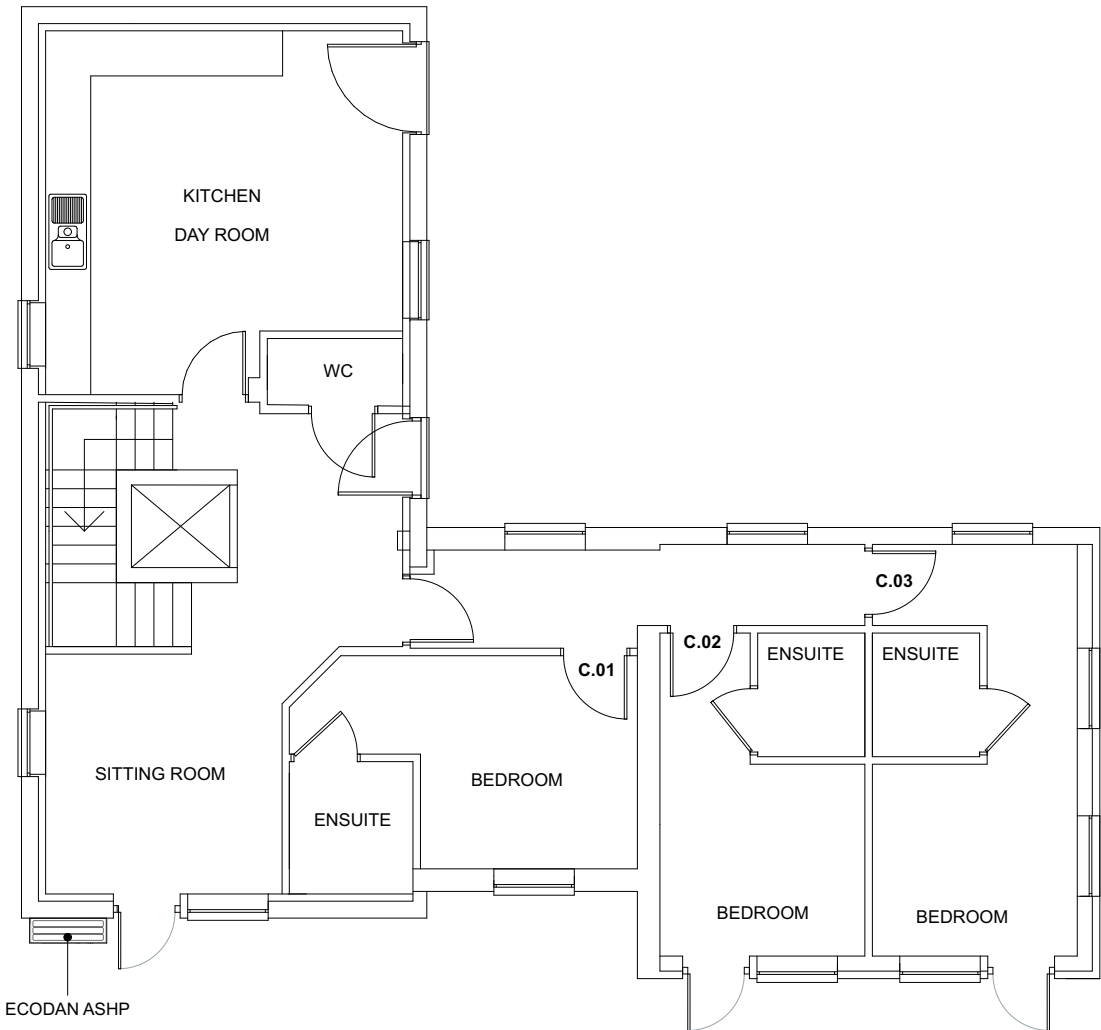 KITCHEN
DAY ROOM
WC
C.03
C.02
C.01
ENSUITE
ENSUITE
SITTING ROOM
BEDROOM
ENSUITE
BEDROOM
BEDROOM
ECODAN ASHP